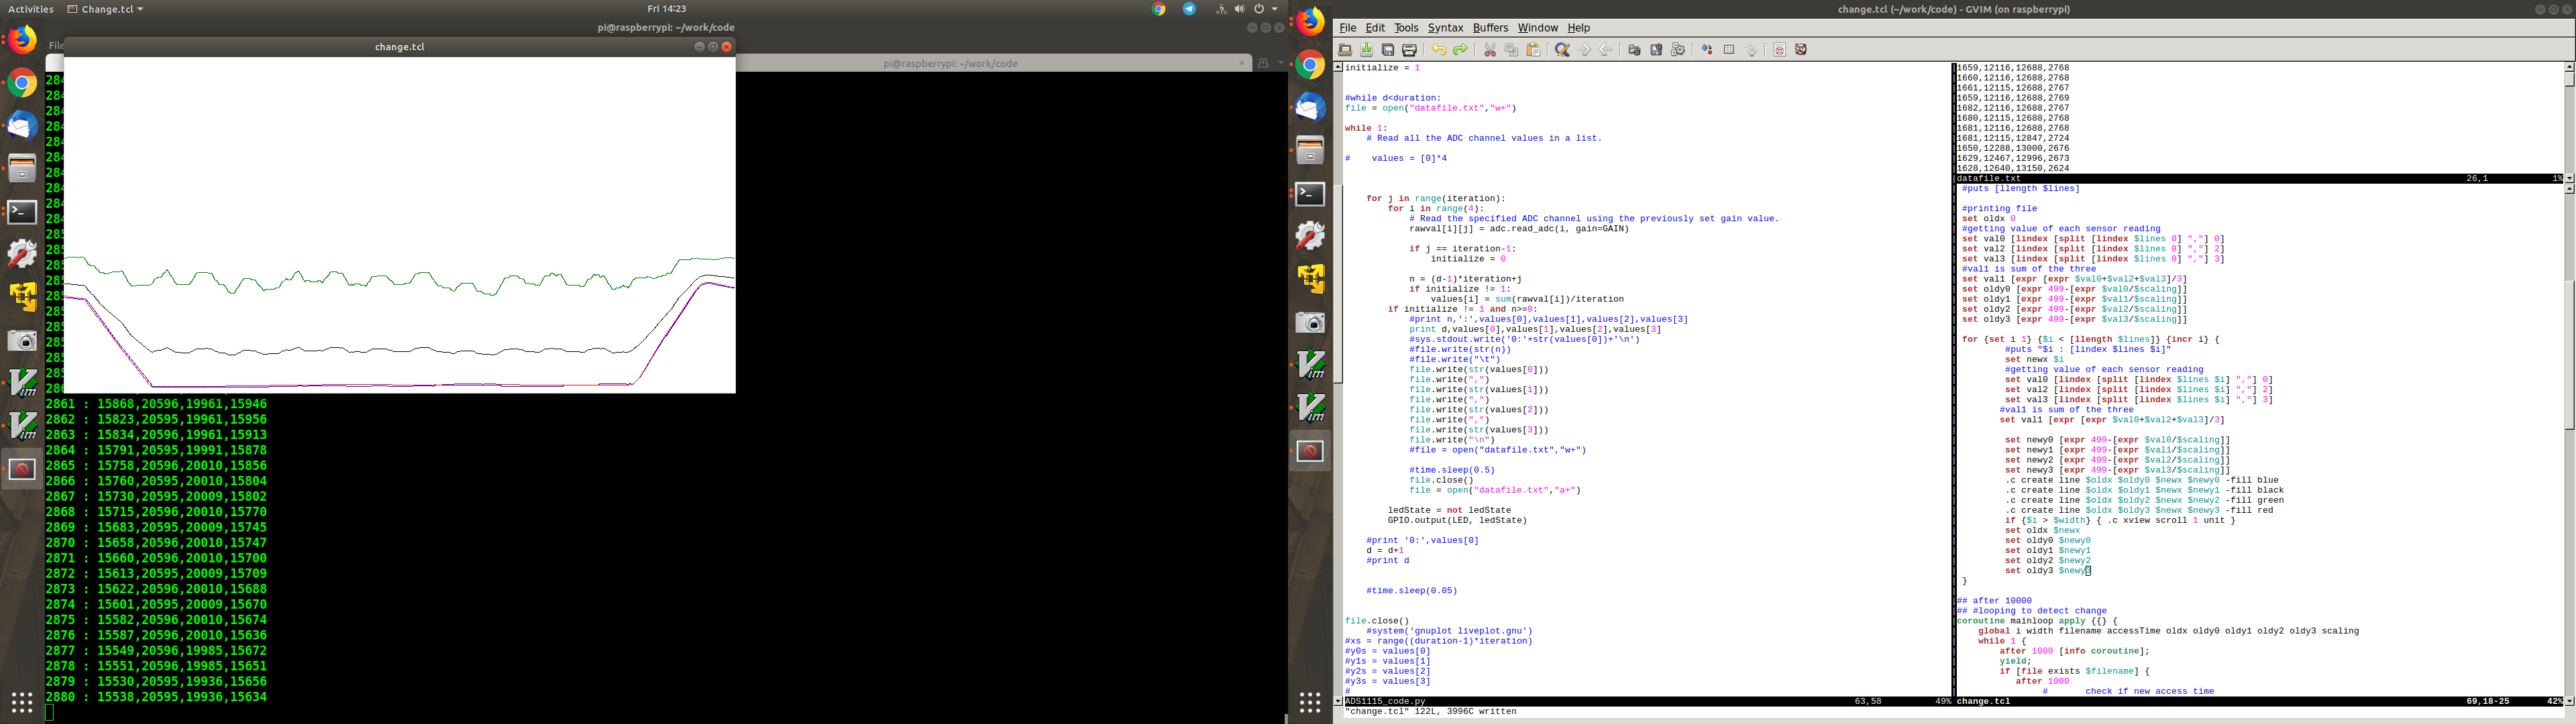 Activities
Change.tcl
Fri 14:23
pi@raspberrypi: ~/work/code
File
change.tcl
pi@raspberrypi: ~/work/code
2861 : 15868,20596,19961,15946
2862 : 15823,20596,19961,15956
2863 : 15834,20596,19961,15913
2864 : 15791,20595,19991,15878
2865 : 15758,20596,20010,15856
2866 : 15760,20595,20010,15804
2867 : 15730,20595,20009,15802
2868 : 15715,20596,20010,15770
2869 : 15683,20595,20009,15745
2870 : 15658,20596,20010,15747
2871 : 15660,20596,20010,15700
2872 : 15613,20595,20009,15709
2873 : 15622,20596,20010,15688
2874 : 15601,20595,20009,15670
2875 : 15582,20596,20010,15674
2876 : 15587,20596,20010,15636
2877 : 15549,20596,19985,15672
2878 : 15551,20596,19985,15651
2879 : 15530,20595,19936,15656
2880 : 15538,20595,19936,15634
change.tcl (~/work/code) - GVIM (on raspberrypi)
File Edit Tools Syntax Buffers Window Help
initialize = 1
#while d<duration:
file = open("datafile.txt","w+")
while 1:
# Read all the ADC channel values in a list.
# values = [0]*4
for j in range(iteration):
for i in range(4):
# Read the specified ADC channel using the previously set gain value.
rawval[i][j] = adc.read_adc(i, gain=GAIN)
if j == iteration-1:
initialize = 0
n = (d-1)*iteration+j
if initialize != 1:
values[i] = sum(rawval[i])/iteration
if initialize != 1 and n>=0:
#print n,':',values[0],values[1],values[2],values[3]
print d,values[0],values[1],values[2],values[3]
#sys.stdout.write('0:'+str(values[0])+'\n')
#file.write(str(n))
#file.write("\t")
file.write(str(values[0]))
file.write(",")
file.write(str(values[1]))
file.write(",")
file.write(str(values[2]))
file.write(",")
file.write(str(values[3]))
file.write("\n")
#file = open("datafile.txt","w+")
#time.sleep(0.5)
file.close()
file = open("datafile.txt","a+")
ledState = not ledState
GPIO.output(LED, ledState)
#print '0:',values[0]
d = d+1
#print d
#time.sleep(0.05)
file.close()
#system('gnuplot liveplot.gnu')
#xs = range((duration-1)*iteration)
#y0s = values[0]
#y1s = values[1]
#y2s = values[2]
#y3s = values[3]
#
ADS1115_code.py 63,58 49%
"change.tcl" 122L, 3996C written
1659,12116,12688,2768
1660,12116,12688,2768
1661,12115,12688,2767
1659,12116,12688,2769
1682,12116,12688,2767
1680,12115,12688,2768
1681,12116,12688,2768
1681,12115,12847,2724
1650,12288,13000,2676
1629,12467,12996,2673
1628,12640,13150,2624
datafile.txt 26,1 1%
#puts [llength $lines]
#printing file
set oldx 0
#getting value of each sensor reading
set val0 [lindex [split [lindex $lines 0] ","] 0]
set val2 [lindex [split [lindex $lines 0] ","] 2]
set val3 [lindex [split [lindex $lines 0] ","] 3]
#val1 is sum of the three
set val1 [expr [expr $val0+$val2+$val3]/3]
set oldy0 [expr 499-[expr $val0/$scaling]]
set oldy1 [expr 499-[expr $val1/$scaling]]
set oldy2 [expr 499-[expr $val2/$scaling]]
set oldy3 [expr 499-[expr $val3/$scaling]]
for {set i 1} {$i < [llength $lines]} {incr i} {
#puts "$i : [lindex $lines $i]"
set newx $i
#getting value of each sensor reading
set val0 [lindex [split [lindex $lines $i] ","] 0]
set val2 [lindex [split [lindex $lines $i] ","] 2]
set val3 [lindex [split [lindex $lines $i] ","] 3]
#val1 is sum of the three
set val1 [expr [expr $val0+$val2+$val3]/3]
set newy0 [expr 499-[expr $val0/$scaling]]
set newy1 [expr 499-[expr $val1/$scaling]]
set newy2 [expr 499-[expr $val2/$scaling]]
set newy3 [expr 499-[expr $val3/$scaling]]
.c create line $oldx $oldy0 $newx $newy0 -fill blue
.c create line $oldx $oldy1 $newx $newy1 -fill black
.c create line $oldx $oldy2 $newx $newy2 -fill green
.c create line $oldx $oldy3 $newx $newy3 -fill red
if {$i > $width} { .c xview scroll 1 unit }
set oldx $newx
set oldy0 $newy0
set oldy1 $newy1
set oldy2 $newy2
set oldy3 $newy3
}
## after 10000
## #looping to detect change
coroutine mainloop apply {{} {
global i width filename accessTime oldx oldy0 oldy1 oldy2 oldy3 scaling
while 1 {
after 1000 [info coroutine];
yield;
if [file exists $filename] {
after 1000
# check if new access time
change.tcl 69,18-25 42%